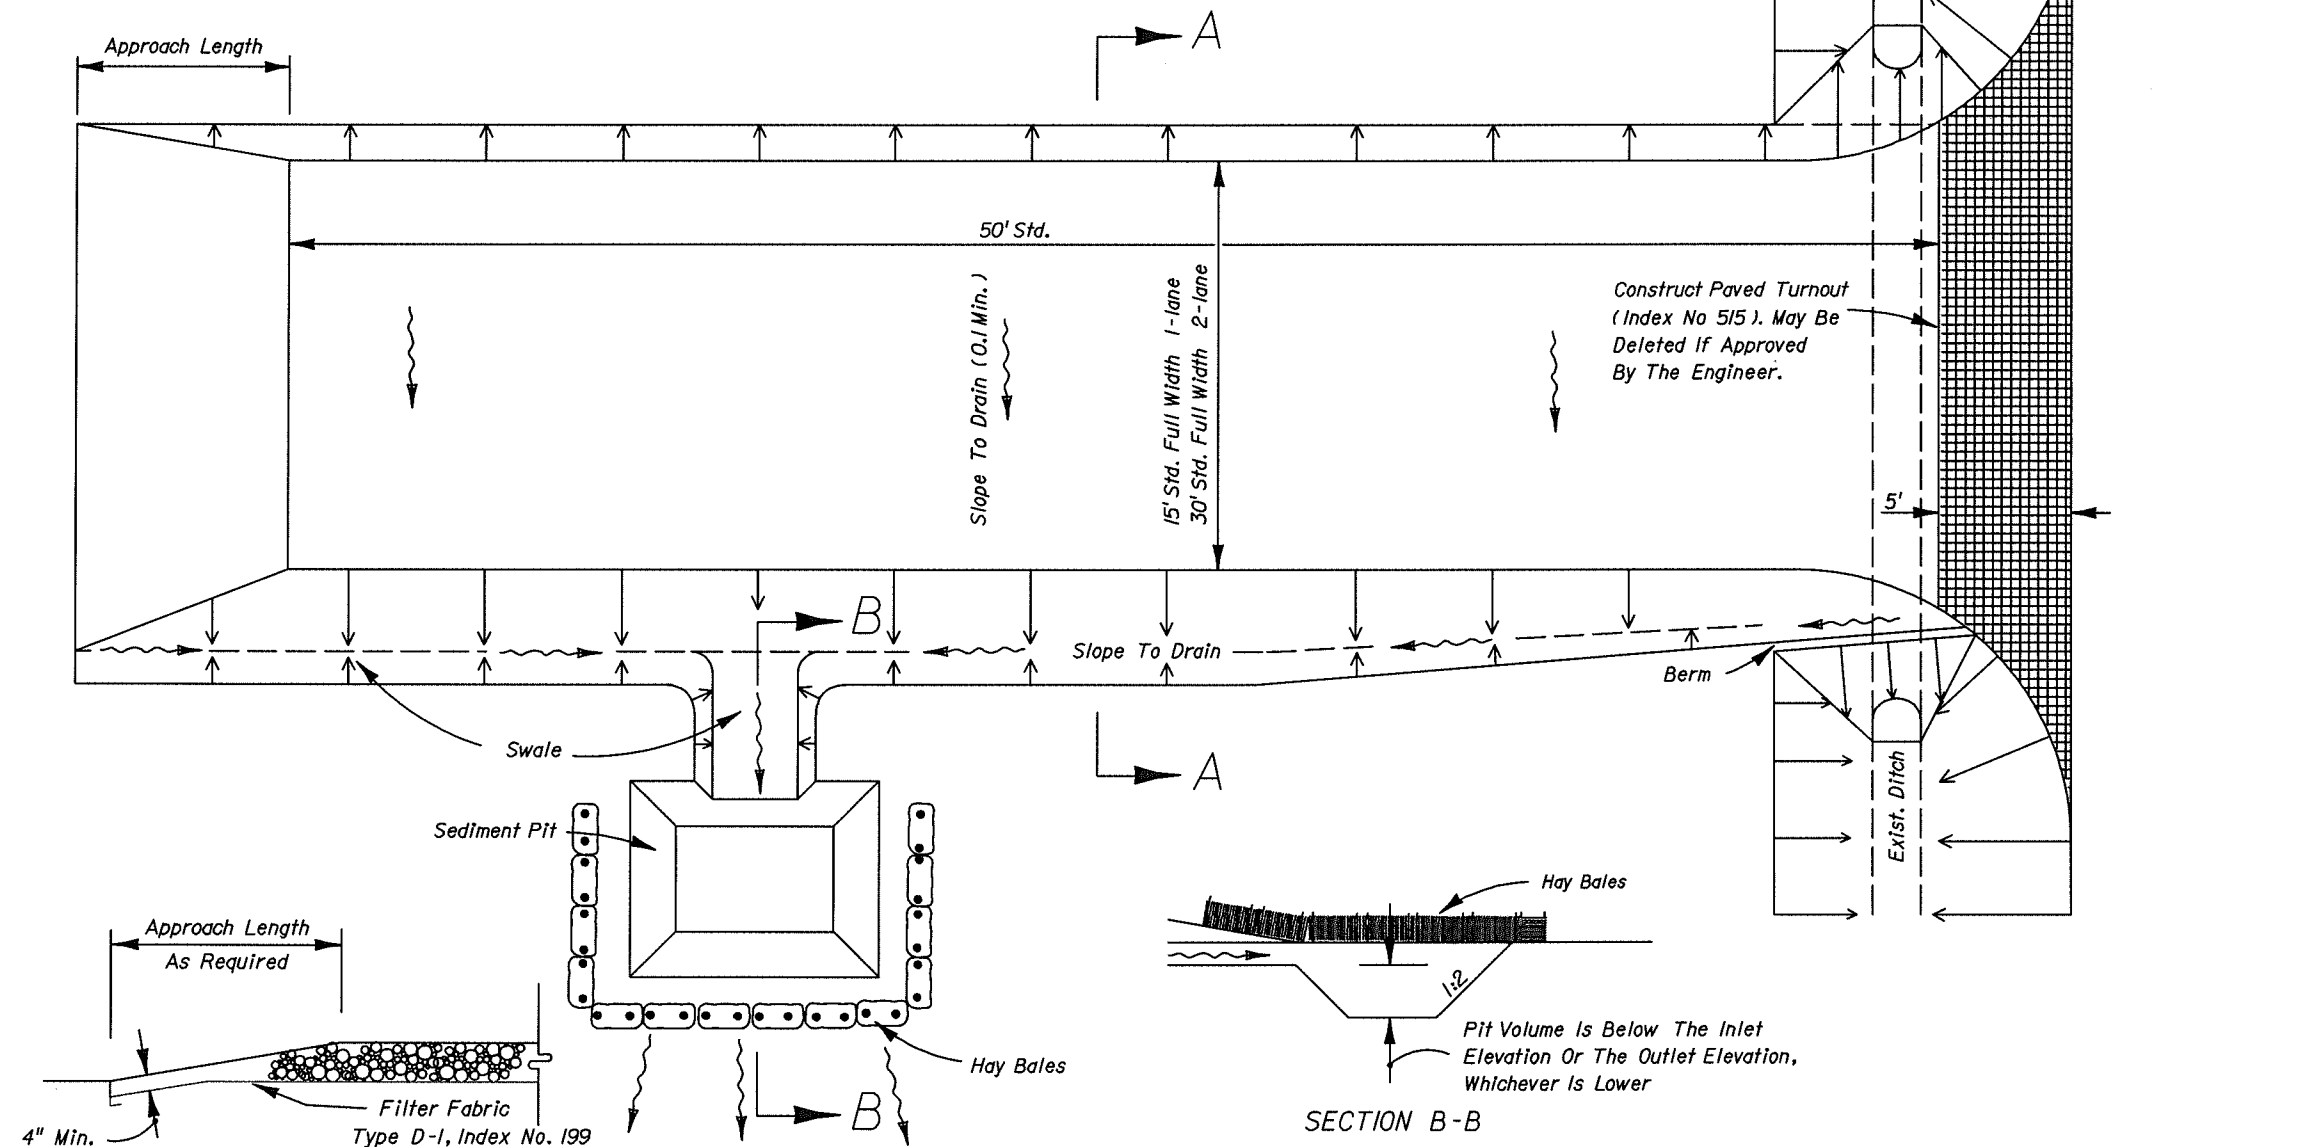 Approach Length
A
50' Std.
Slope To Drain (0.1 Min.)
15' Std. Full Width 1-lane
30' Std. Full Width 2-lane
Construct Paved Turnout
(Index No 515). May Be
Deleted If Approved
By The Engineer.
5'
B
Slope To Drain
Berm
Swale
A
Exist. Ditch
Sediment Pit
Hay Bales
Approach Length
As Required
1:2
Pit Volume Is Below The Inlet
Elevation Or The Outlet Elevation,
Whichever Is Lower
Hay Bales
B
SECTION B-B
Filter Fabric
Type D-1, Index No. 199
4" Min.